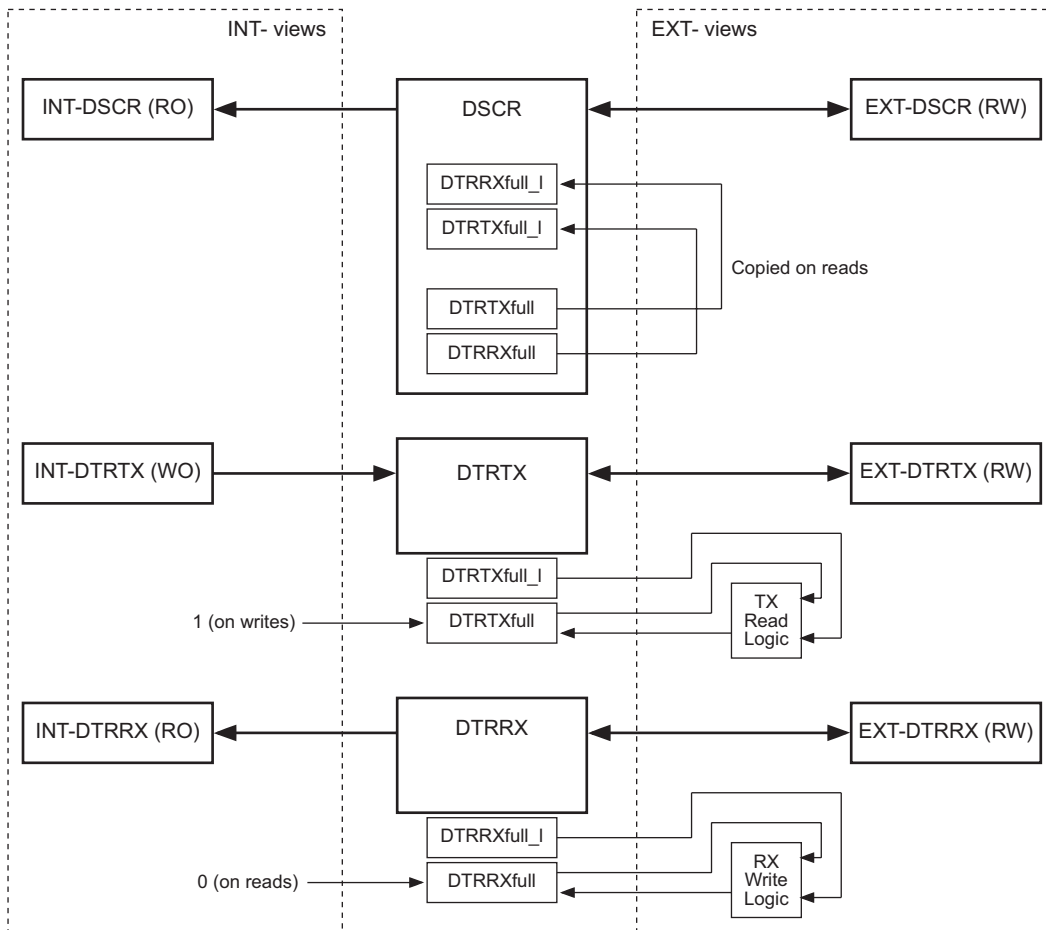 INT- views
EXT- views
INT-DSCR (RO)
DSCR
EXT-DSCR (RW)
DTRRXfull_l
DTRTXfull_l
Copied on reads
DTRTXfull
DTRRXfull
INT-DTRTX (WO)
DTRTX
EXT-DTRTX (RW)
DTRTXfull_l
1 (on writes)
DTRTXfull
TX
Read
Logic
INT-DTRRX (RO)
DTRRX
EXT-DTRRX (RW)
DTRRXfull_l
0 (on reads)
DTRRXfull
RX
Write
Logic